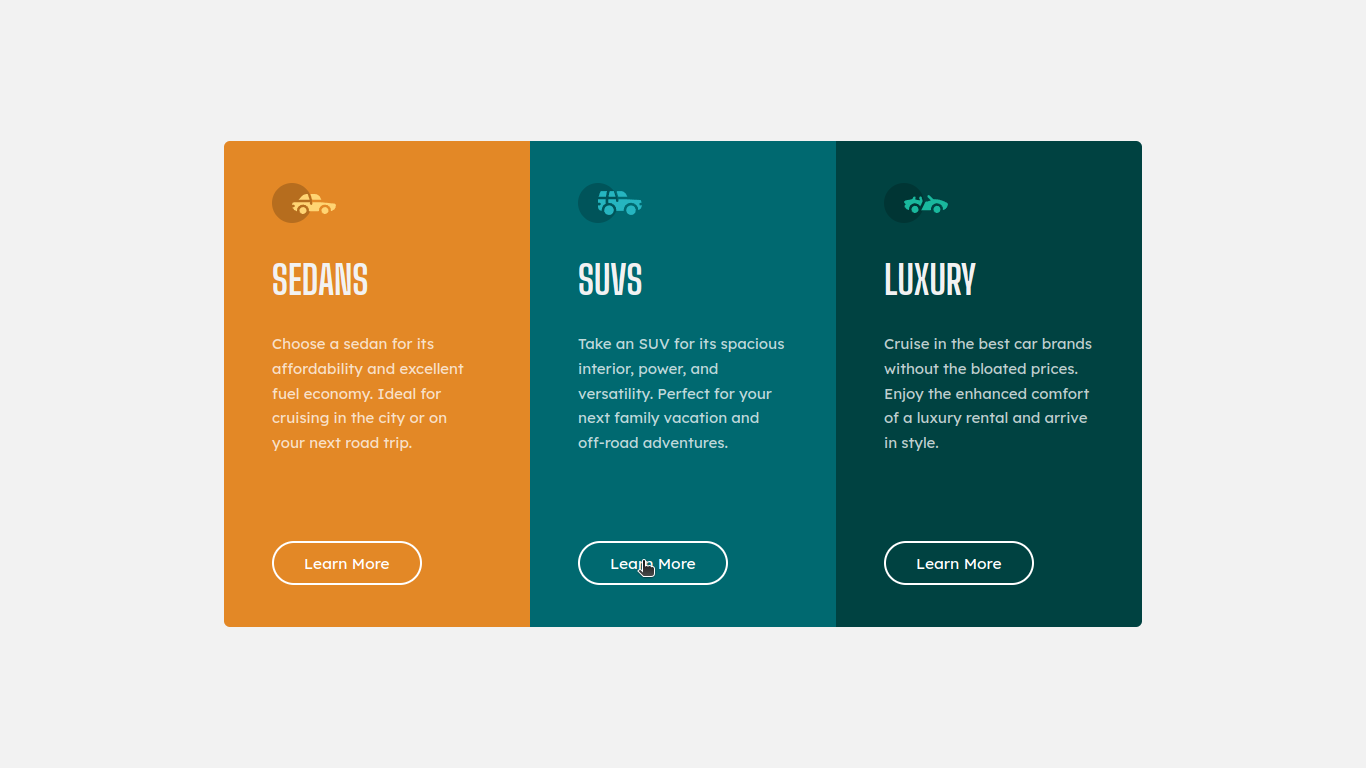 SEDANS
Choose a sedan for its
affordability and excellent
fuel economy. Ideal for
cruising in the city or on
your next road trip.
Learn More
SUVS
Take an SUV for its spacious
interior, power, and
versatility. Perfect for your
next family vacation and
off-road adventures.
Learn More
LUXURY
Cruise in the best car brands
without the bloated prices.
Enjoy the enhanced comfort
of a luxury rental and arrive
in style.
Learn More